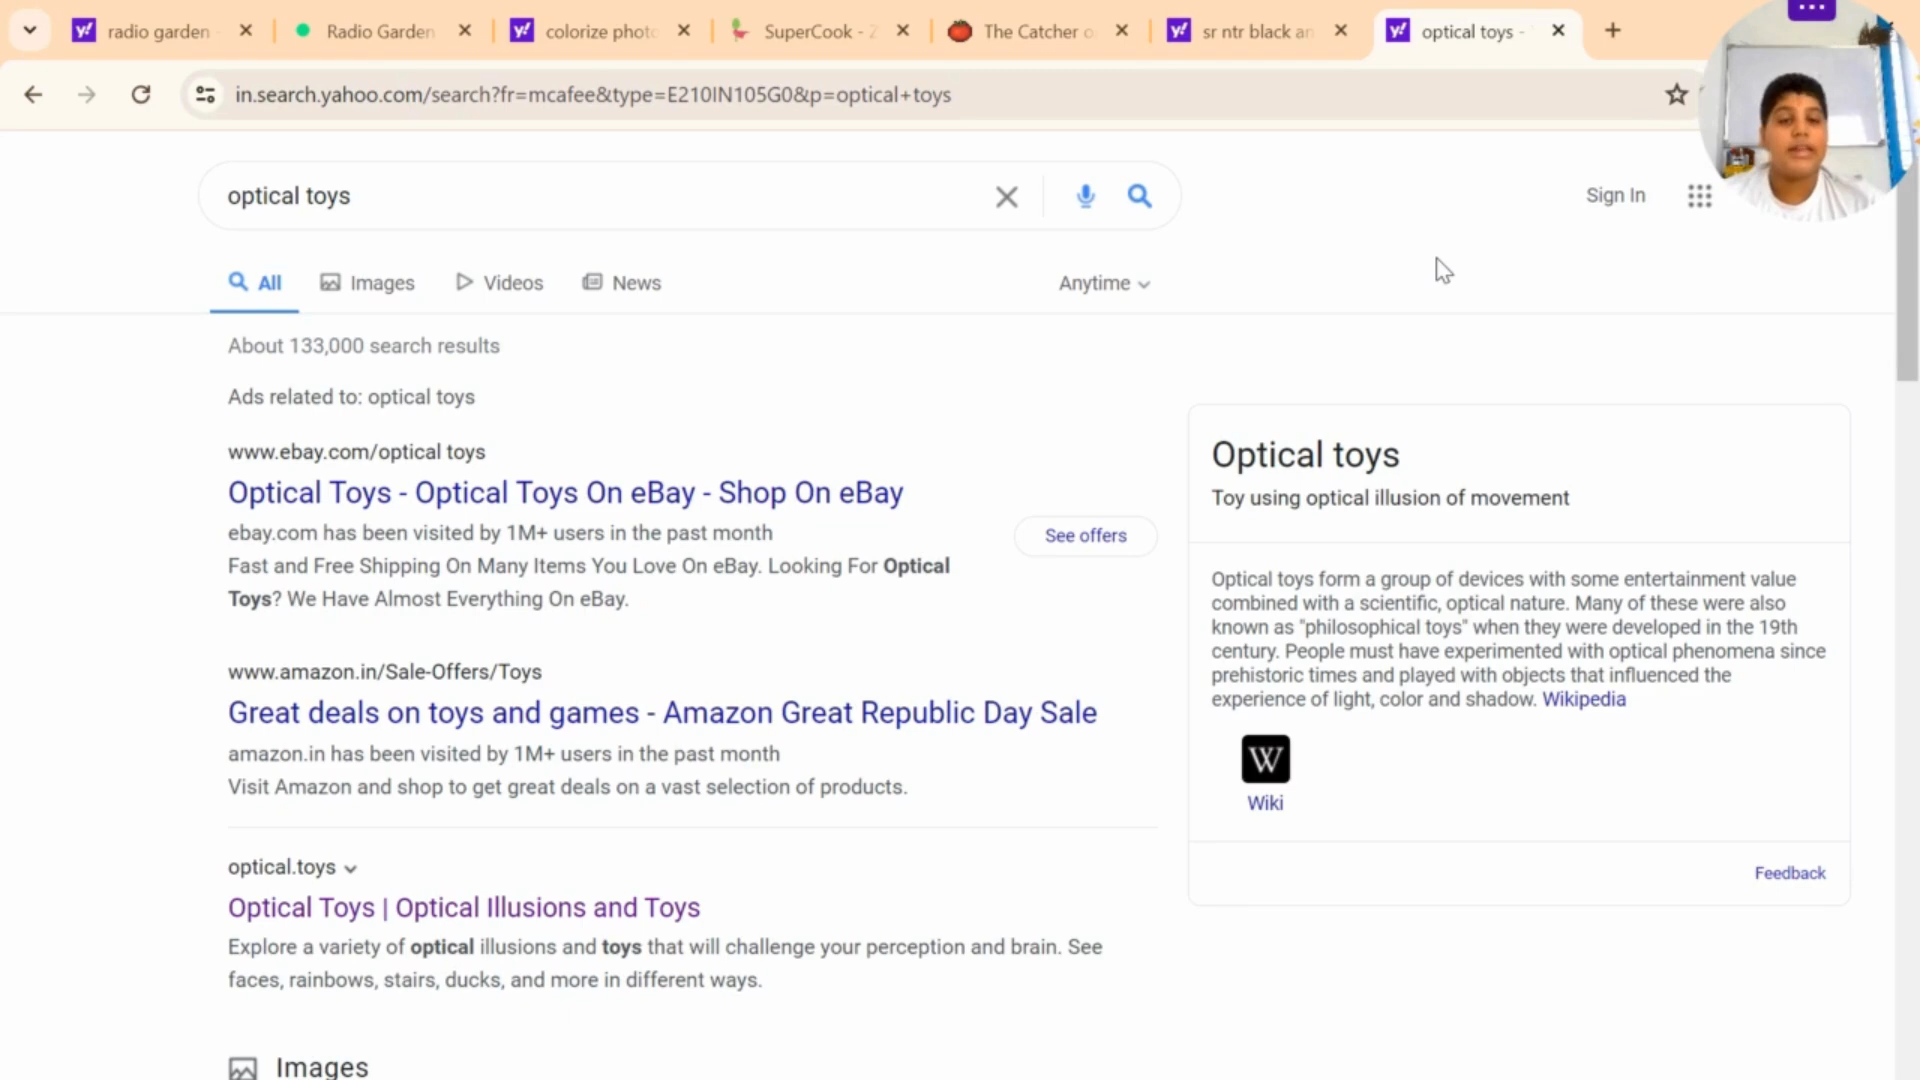 radio garden
Radio Garden
colorize phot
SuperCook -
The Catcher o
sr ntr black an
optical toys -
in.search.yahoo.com/search?fr=mcafee&type=E210IN105G0&p=optical+toys
optical toys
Sign In
All
Images
Videos
News
Anytime
About 133,000 search results
Ads related to: optical toys
www.ebay.com/optical toys
Optical Toys - Optical Toys On eBay - Shop On eBay
ebay.com has been visited by 1M+ users in the past month
See offers
Fast and Free Shipping On Many Items You Love On eBay. Looking For Optical
Toys? We Have Almost Everything On eBay.
www.amazon.in/Sale-Offers/Toys
Great deals on toys and games - Amazon Great Republic Day Sale
amazon.in has been visited by 1M+ users in the past month
Visit Amazon and shop to get great deals on a vast selection of products.
optical.toys
Optical Toys | Optical Illusions and Toys
Explore a variety of optical illusions and toys that will challenge your perception and brain. See
faces, rainbows, stairs, ducks, and more in different ways.
Images
Optical toys
Toy using optical illusion of movement
Optical toys form a group of devices with some entertainment value
combined with a scientific, optical nature. Many of these were also
known as "philosophical toys" when they were developed in the 19th
century. People must have experimented with optical phenomena since
prehistoric times and played with objects that influenced the
experience of light, color and shadow. Wikipedia
W
Wiki
Feedback